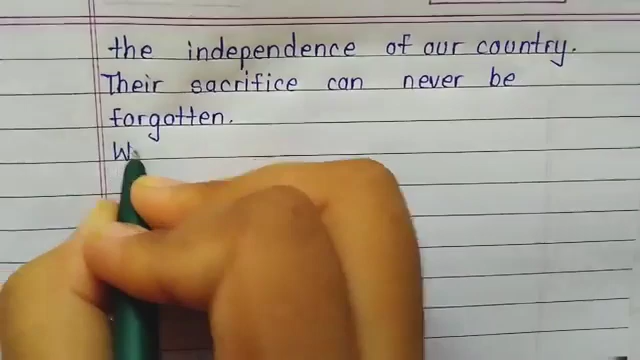 the independence of our country.
Their sacrifice can never be
forgotten.
W